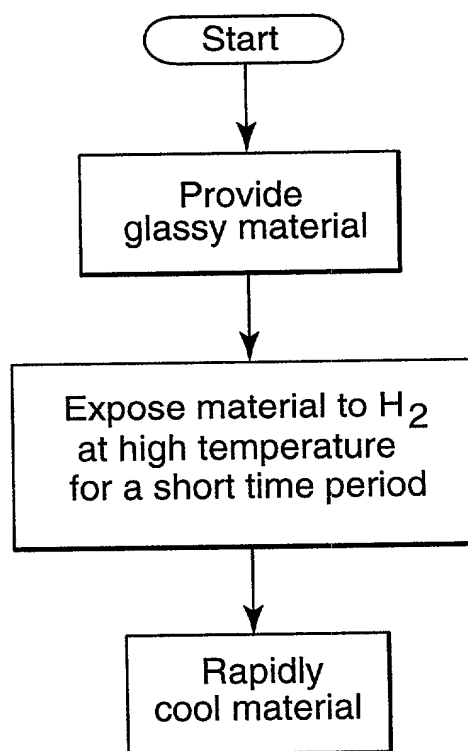 Start
Provide
glassy material
Expose material to H2
at high temperature
for a short time period
Rapidly
cool material